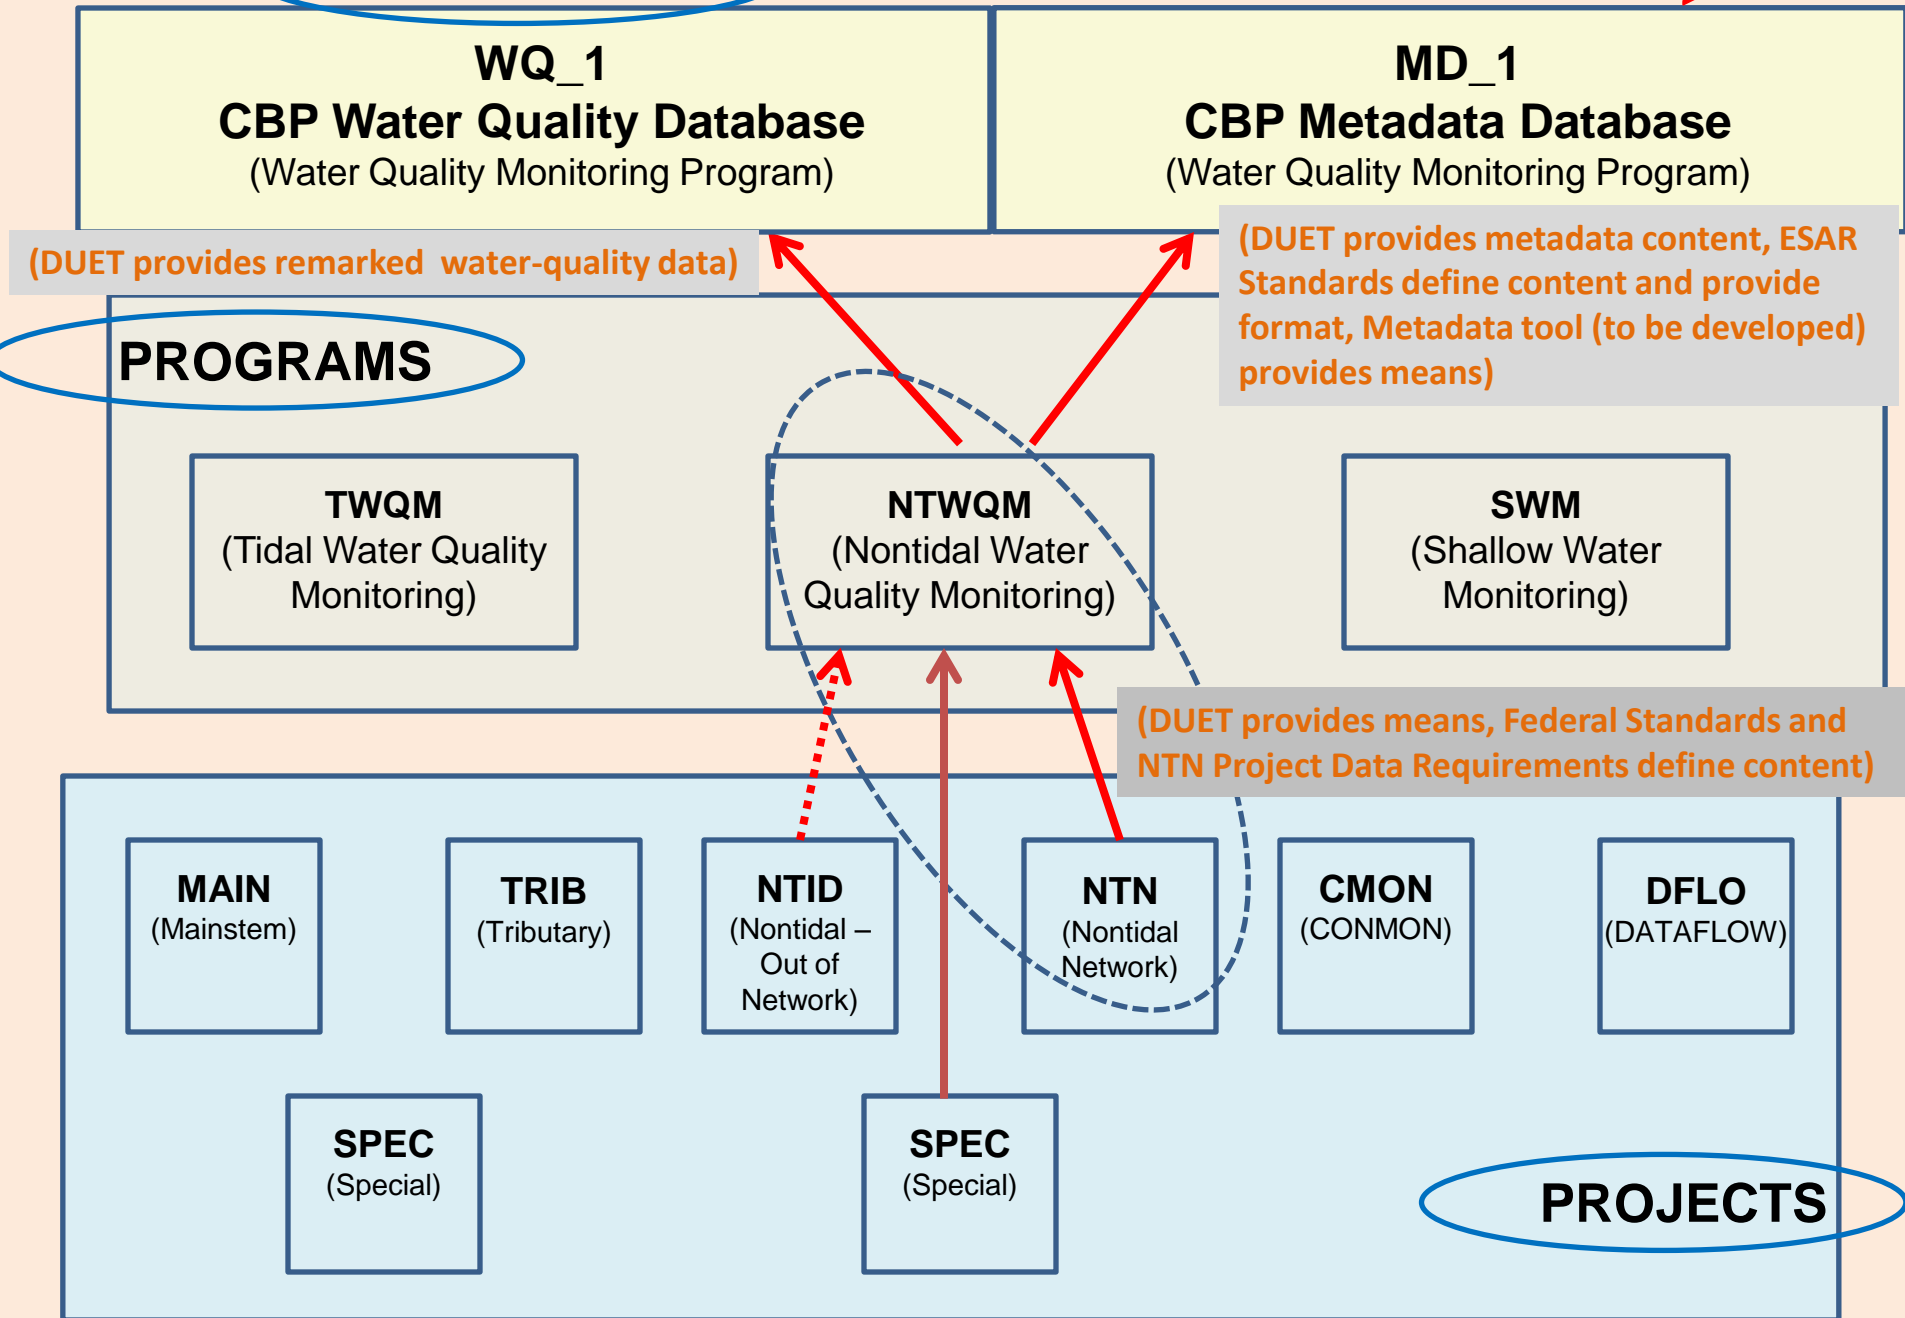 WQ_1
CBP Water Quality Database
(Water Quality Monitoring Program)
MD_1
CBP Metadata Database
(Water Quality Monitoring Program)
(DUET provides remarked water-quality data)
(DUET provides metadata content, ESAR
Standards define content and provide
format, Metadata tool (to be developed)
provides means)
PROGRAMS
TWQM
(Tidal Water Quality
Monitoring)
NTWQM
(Nontidal Water
Quality Monitoring)
SWM
(Shallow Water
Monitoring)
(DUET provides means, Federal Standards and
NTN Project Data Requirements define content)
MAIN
(Mainstem)
TRIB
(Tributary)
NTID
(Nontidal –
Out of
Network)
NTN
(Nontidal
Network)
CMON
(CONMON)
DFLO
(DATAFLOW)
SPEC
(Special)
SPEC
(Special)
PROJECTS